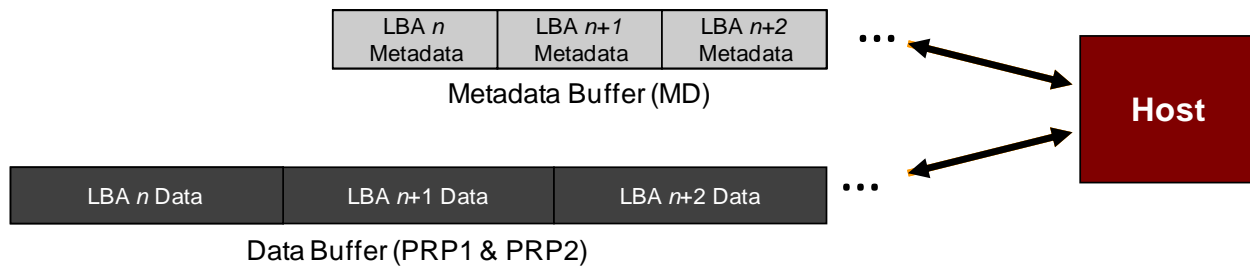 LBA n LBA n+1 LBA n+2
Metadata Metadata Metadata
...
Metadata Buffer (MD)
Host
LBA n Data LBA n+1 Data LBA n+2 Data
...
Data Buffer (PRP1 & PRP2)